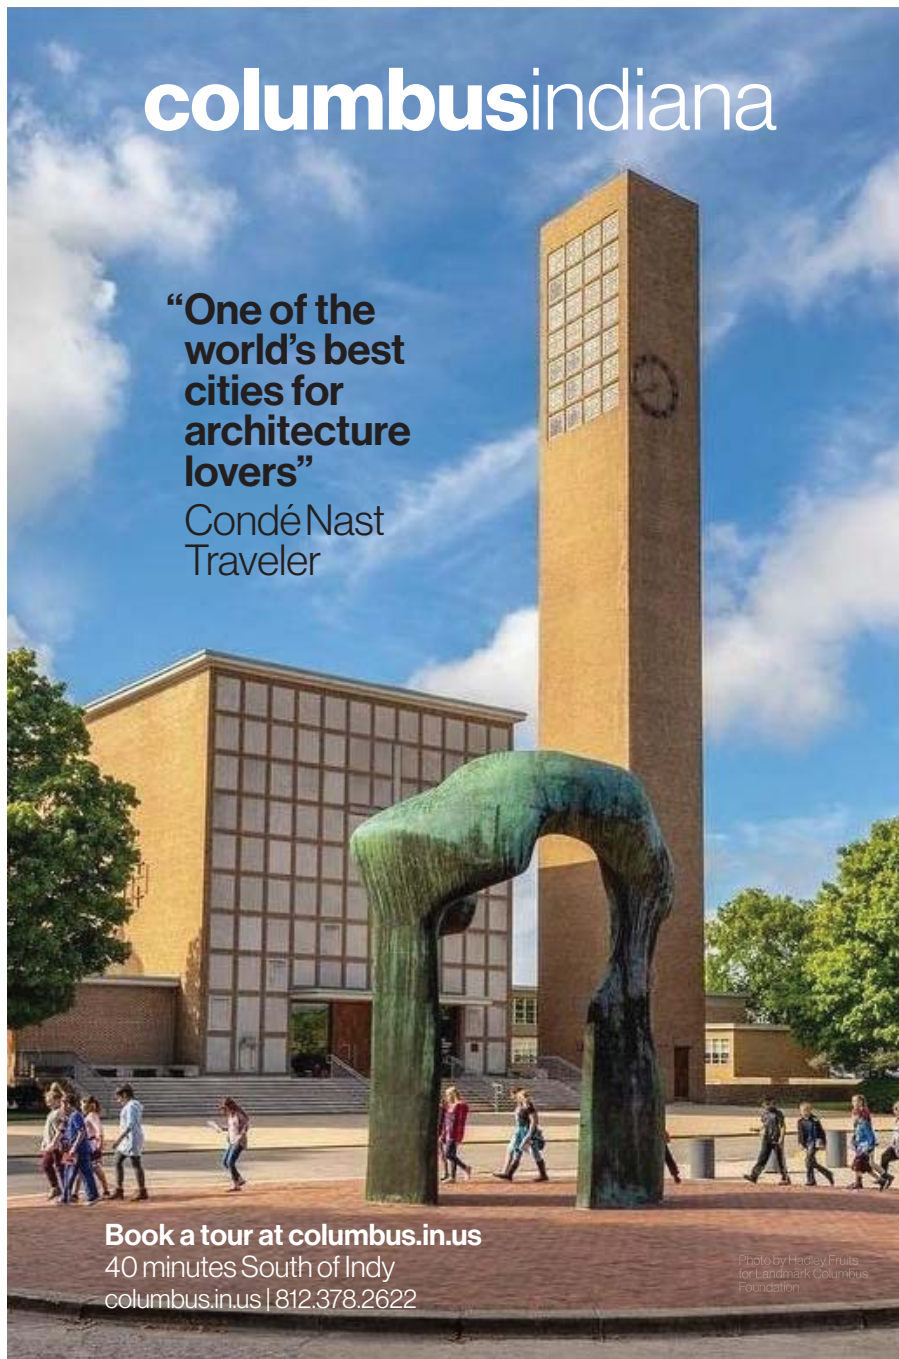 columbusindiana
“One of the
world’s best
cities for
architecture
lovers”
Condé Nast
Traveler
Book a tour at columbus.in.us
40 minutes South of Indy
columbus.in.us | 812.378.2622
Photo by Hadley Fruits
for Landmark Columbus
Foundation